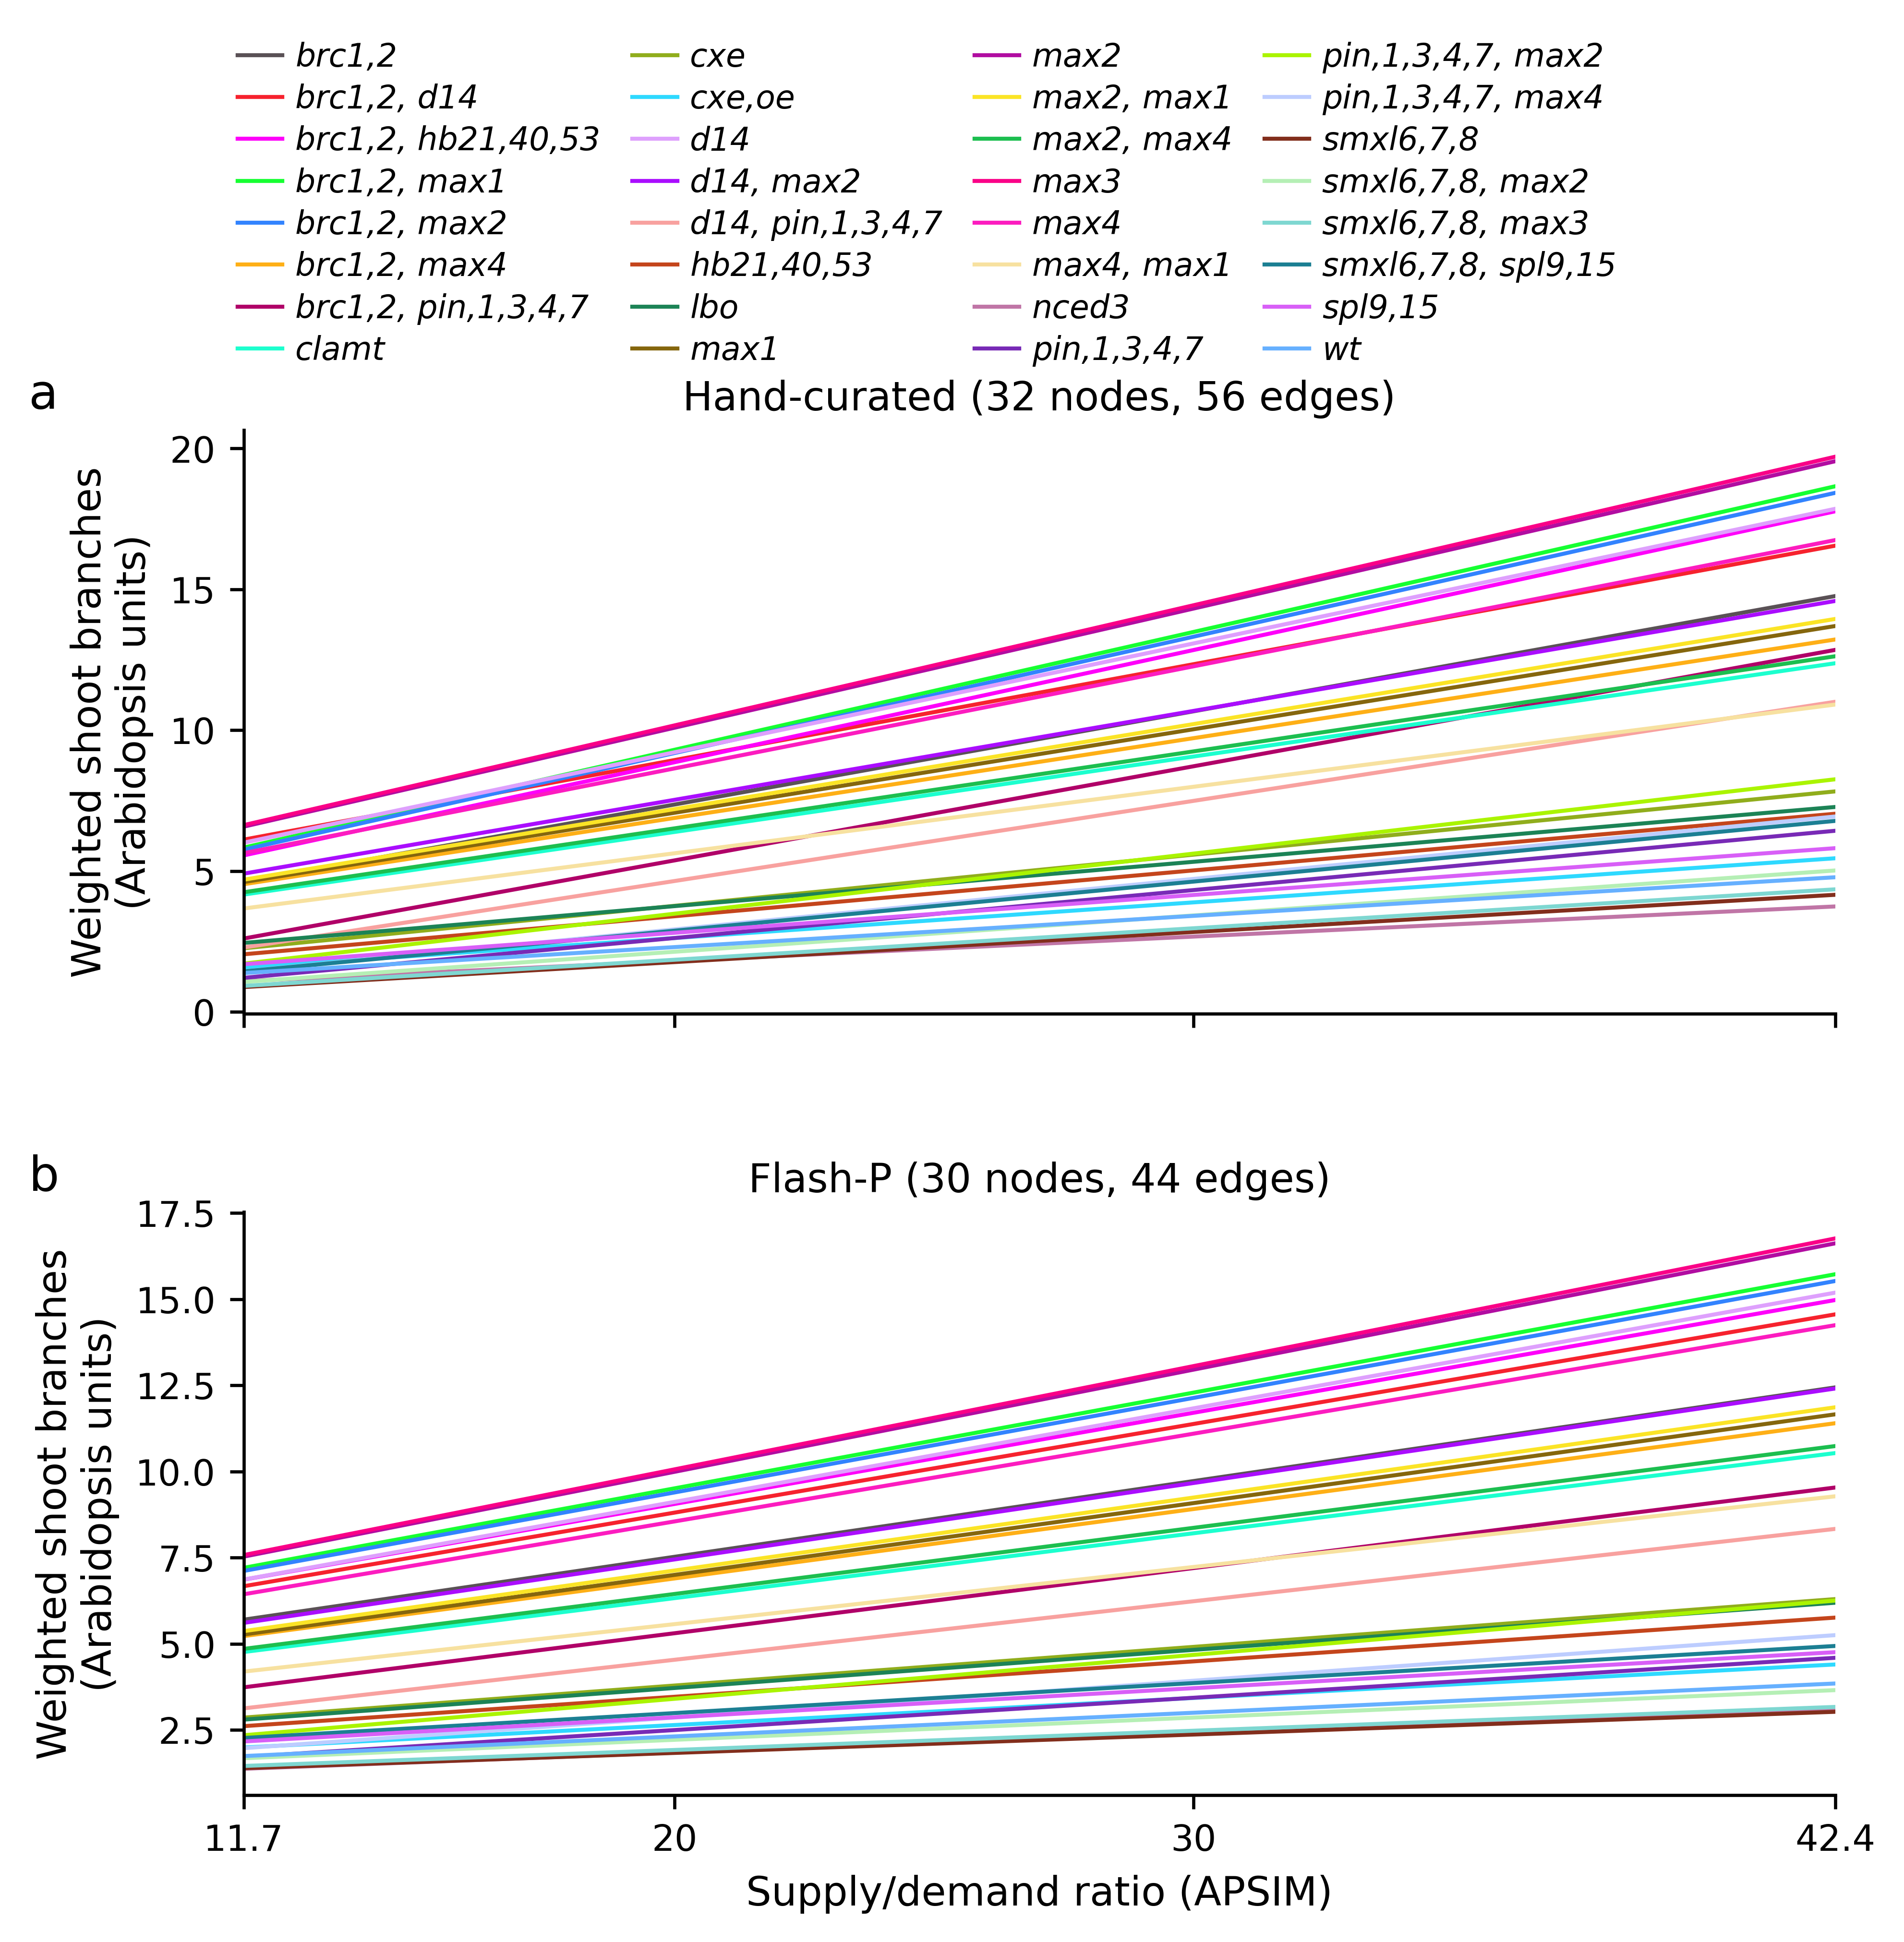 brc1,2
brc1,2, d14
brc1,2, hb21,40,53
brc1,2, max1
brc1,2, max2
brc1,2, max4
brc1,2, pin,1,3,4,7
clamt
cxe
cxe,oe
d14
d14, max2
d14, pin,1,3,4,7
hb21,40,53
lbo
max1
max2
max2, max1
max2, max4
max3
max4
max4, max1
nced3
pin,1,3,4,7
pin,1,3,4,7, max2
pin,1,3,4,7, max4
smxl6,7,8
smxl6,7,8, max2
smxl6,7,8, max3
smxl6,7,8, spl9,15
spl9,15
wt
a
Hand-curated (32 nodes, 56 edges)
Weighted shoot branches
(Arabidopsis units)
20
15
10
5
0
b
Flash-P (30 nodes, 44 edges)
Weighted shoot branches
(Arabidopsis units)
17.5
15.0
12.5
10.0
7.5
5.0
2.5
11.7
20
30
42.4
Supply/demand ratio (APSIM)